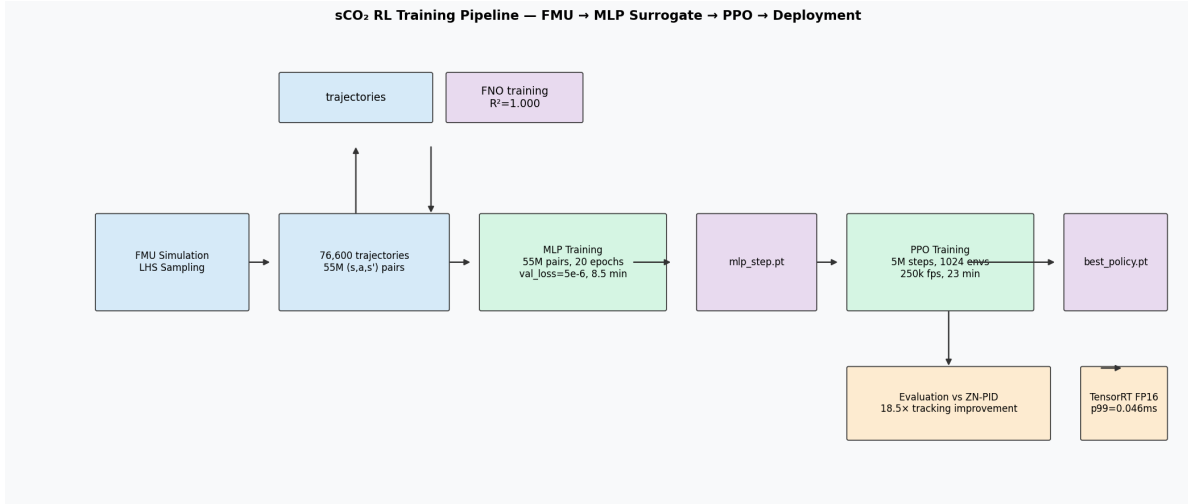 sCO₂ RL Training Pipeline — FMU → MLP Surrogate → PPO → Deployment
trajectories
FNO training
R²=1.000
FMU Simulation
LHS Sampling
76,600 trajectories
55M (s,a,s') pairs
MLP Training
55M pairs, 20 epochs
val_loss=5e-6, 8.5 min
mlp_step.pt
PPO Training
5M steps, 1024 envs
250k fps, 23 min
best_policy.pt
Evaluation vs ZN-PID
18.5× tracking improvement
TensorRT FP16
p99=0.046ms